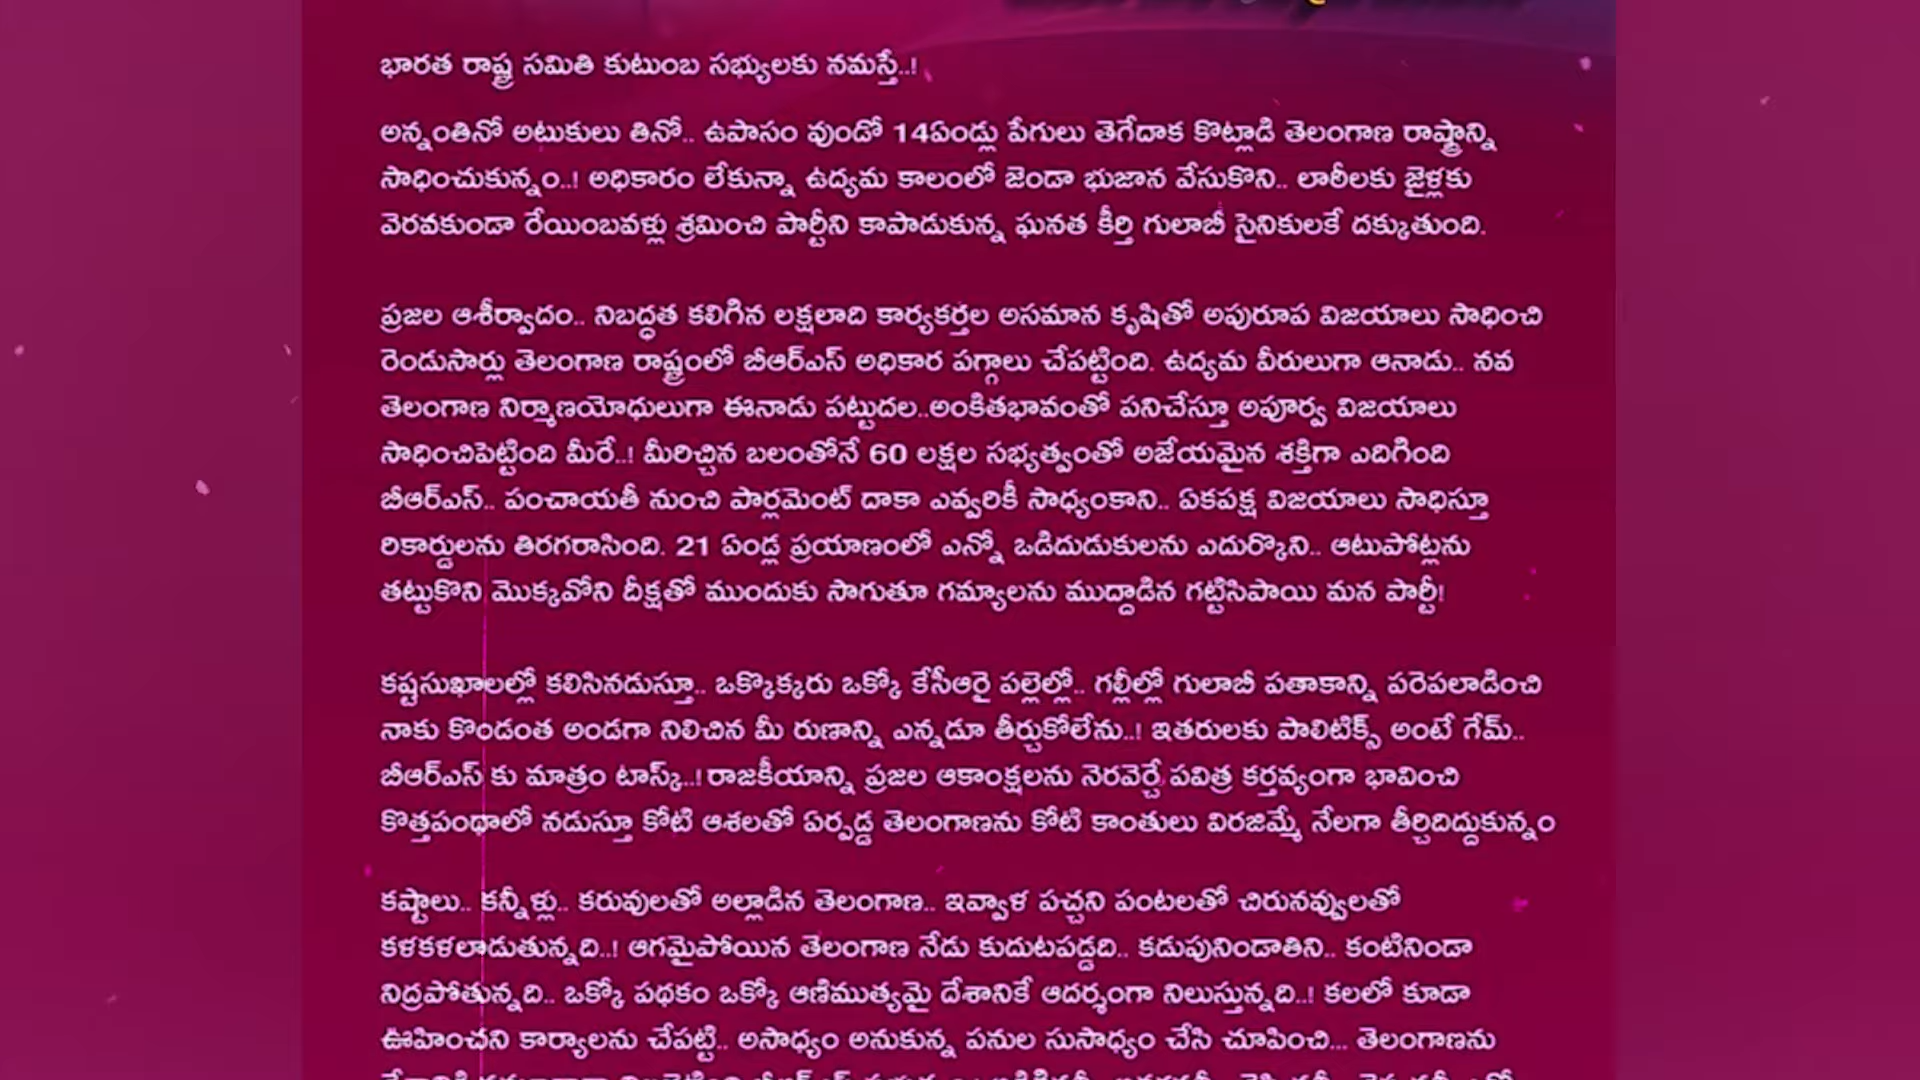 భారత రాష్ట్ర సమితి కుటుంబ సభ్యులకు నమస్తే..!
అన్నంతినో అటుకులు తినో.. ఉపాసం వుండో 14ఏండ్లు పేగులు తెగేదాక కొట్లాడి తెలంగాణ రాష్ట్రాన్ని
సాధించుకున్నం..! అధికారం లేకున్నా ఉద్యమ కాలంలో జెండా భుజాన వేసుకొని.. లాఠీలకు జైళ్లకు
వెరవకుండా రేయింబవళ్లు శ్రమించి పార్టీని కాపాడుకున్న ఘనత కీర్తి గులాబీ సైనికులకే దక్కుతుంది.
ప్రజల ఆశీర్వాదం.. నిబద్ధత కలిగిన లక్షలాది కార్యకర్తల అసమాన కృషితో అపురూప విజయాలు సాధించి
రెండుసార్లు తెలంగాణ రాష్ట్రంలో బీఆర్ఎస్ అధికార పగ్గాలు చేపట్టింది. ఉద్యమ వీరులుగా ఆనాడు.. నవ
తెలంగాణ నిర్మాణయోధులుగా ఈనాడు పట్టుదల..అంకితభావంతో పనిచేస్తూ అపూర్వ విజయాలు
సాధించిపెట్టింది మీరే..! మీరిచ్చిన బలంతోనే 60 లక్షల సభ్యత్వంతో అజేయమైన శక్తిగా ఎదిగింది
బీఆర్ఎస్.. పంచాయతీ నుంచి పార్లమెంట్ దాకా ఎవ్వరికీ సాధ్యంకాని.. ఏకపక్ష విజయాలు సాధిస్తూ
రికార్డులను తిరగరాసింది. 21 ఏండ్ల ప్రయాణంలో ఎన్నో ఒడిదుడుకులను ఎదుర్కొని.. ఆటుపోట్లను
తట్టుకొని మొక్కవోని దీక్షతో ముందుకు సాగుతూ గమ్యాలను ముద్దాడిన గట్టిసిపాయి మన పార్టీ!
కష్టసుఖాలల్లో కలిసినడుస్తూ.. ఒక్కొక్కరు ఒక్కో కేసీఆరై పల్లెల్లో.. గల్లీల్లో గులాబీ పతాకాన్ని పరెపలాడించి
నాకు కొండంత అండగా నిలిచిన మీ రుణాన్ని ఎన్నడూ తీర్చుకోలేను..! ఇతరులకు పాలిటిక్స్ అంటే గేమ్..
బీఆర్ఎస్ కు మాత్రం టాస్క్..! రాజకీయాన్ని ప్రజల ఆకాంక్షలను నెరవెర్చే పవిత్ర కర్తవ్యంగా భావించి
కొత్తపంథాలో నడుస్తూ కోటి ఆశలతో ఏర్పడ్డ తెలంగాణను కోటి కాంతులు విరజిమ్మే నేలగా తీర్చిదిద్దుకున్నం
కష్టాలు.. కన్నీళ్లు.. కరువులతో అల్లాడిన తెలంగాణ.. ఇవ్వాళ పచ్చని పంటలతో చిరునవ్వులతో
కళకళలాడుతున్నది..! ఆగమైపోయిన తెలంగాణ నేడు కుదుటపడ్డది.. కడుపునిండాతిని.. కంటినిండా
నిద్రపోతున్నది.. ఒక్కో పథకం ఒక్కో ఆణిముత్యమై దేశానికే ఆదర్శంగా నిలుస్తున్నది..! కలలో కూడా
ఊహించని కార్యాలను చేపట్టి.. అసాధ్యం అనుకున్న పనుల సుసాధ్యం చేసి చూపించి... తెలంగాణను